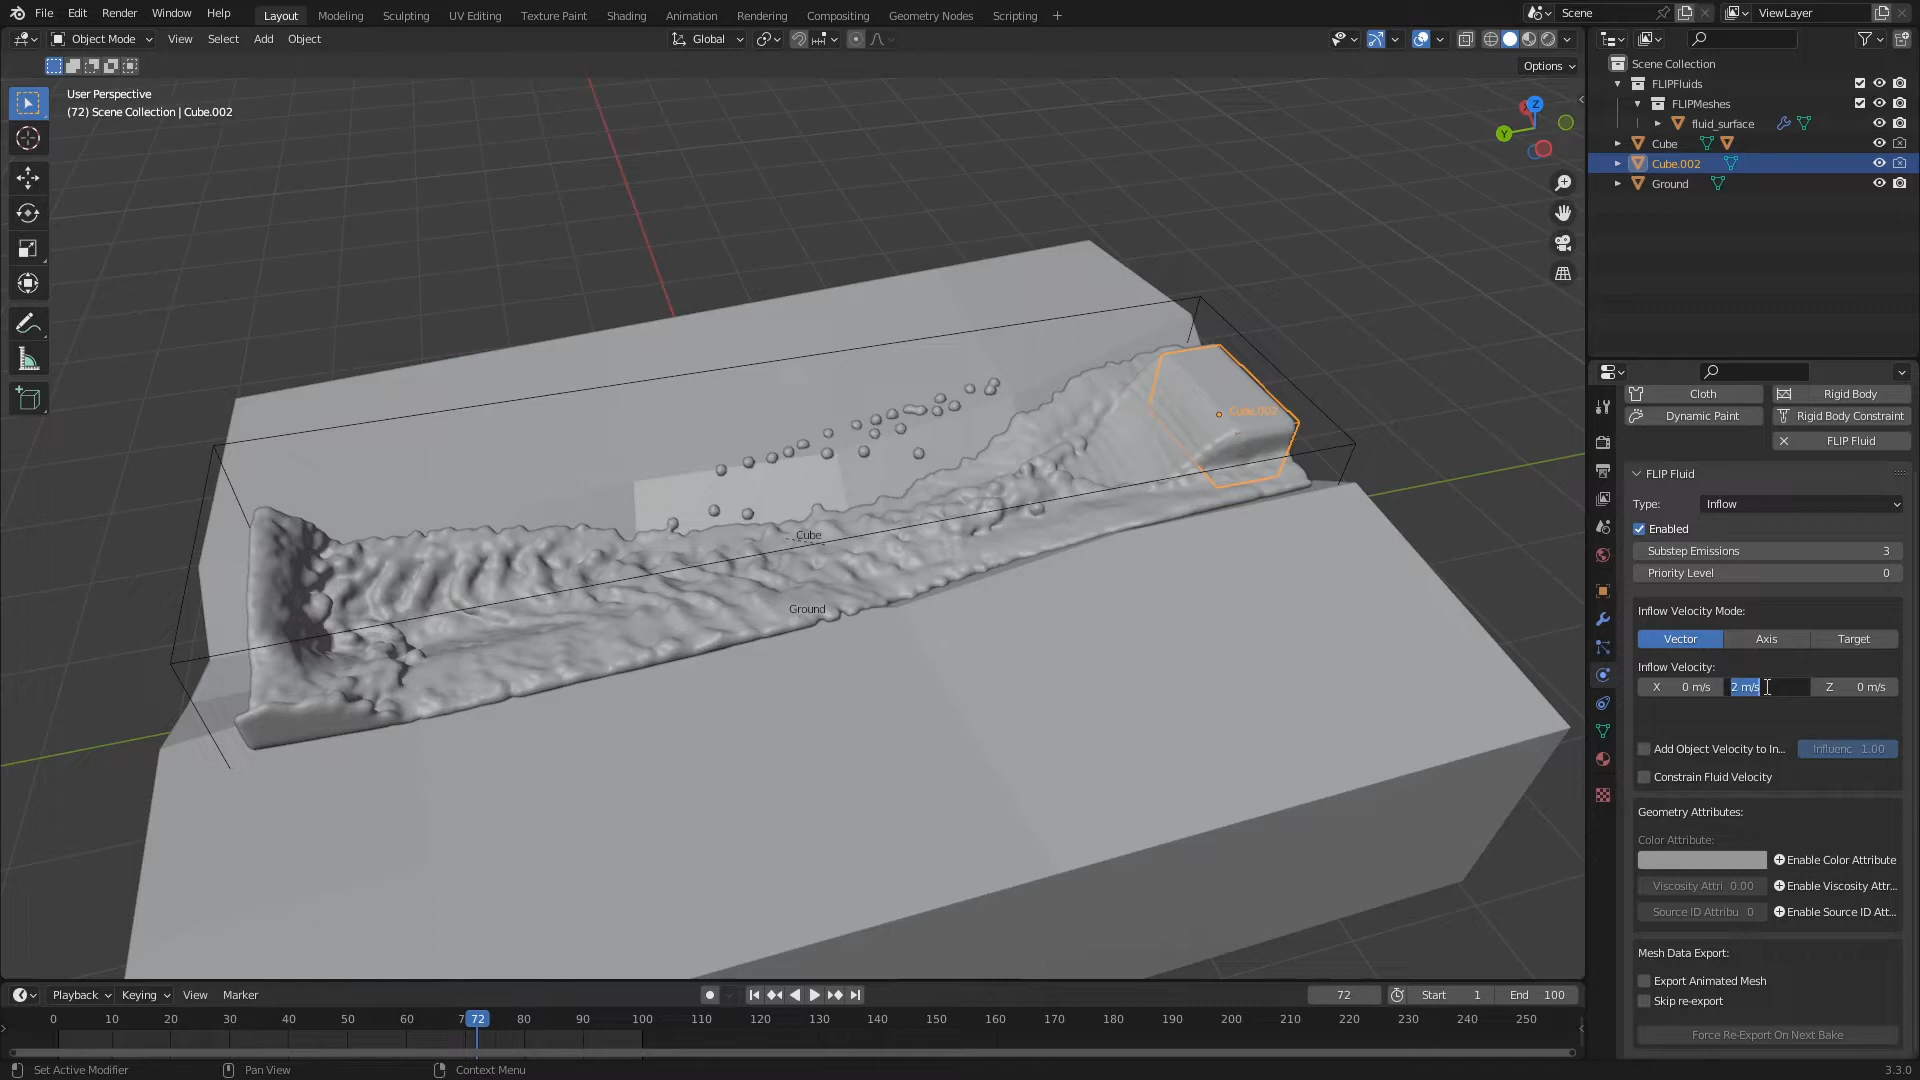 File Edit Render Window Help Layout Modeling Sculpting UV Editing Texture Paint Shading Animation Rendering Compositing Geometry Nodes Scripting + Scene ViewLayer
Object Mode View Select Add Object Global
Options
User Perspective
(72) Scene Collection | Cube.002
Z
Y
Cube.002
Cube
Ground
Scene Collection
FLIPFluids
FLIPMeshes
fluid_surface
Cube
Cube.002
Ground
Cloth Rigid Body
Dynamic Paint Rigid Body Constraint
FLIP Fluid
FLIP Fluid
Type: Inflow
Enabled
Substep Emissions 3
Priority Level 0
Inflow Velocity Mode:
Vector Axis Target
Inflow Velocity:
X 0 m/s 2 m/s Z 0 m/s
Add Object Velocity to In... Influenc 1.00
Constrain Fluid Velocity
Geometry Attributes:
Color Attribute:
Enable Color Attribute
Viscosity Attri 0.00 Enable Viscosity Attr...
Source ID Attribu 0 Enable Source ID Att...
Mesh Data Export:
Export Animated Mesh
Skip re-export
Force Re-Export On Next Bake
Playback Keying View Marker 72 Start 1 End 100
0 10 20 30 40 50 60 7 72 80 90 100 110 120 130 140 150 160 170 180 190 200 210 220 230 240 250
Set Active Modifier Pan View Context Menu 3.3.0